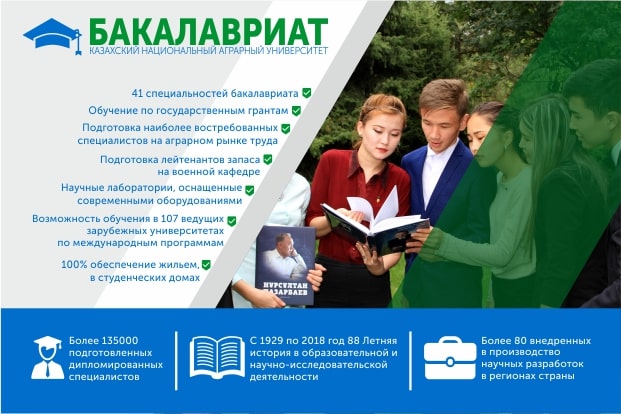 БАКАЛАВРИАТ
КАЗАХСКИЙ НАЦИОНАЛЬНЫЙ АГРАРНЫЙ УНИВЕРСИТЕТ
41 специальностей бакалавриата
Обучение по государственным грантам
Подготовка наиболее востребованных
специалистов на аграрном рынке труда
Подготовка лейтенантов запаса
на военной кафедре
Научные лаборатории, оснащенные
современными оборудованиями
Возможность обучения в 107 ведущих
зарубежных университетах
по международным программам
100% обеспечение жильем,
в студенческих домах
НУРСУЛТАН
НАЗАРБАЕВ
Более 135000
подготовленных
дипломированных
специалистов
С 1929 по 2018 год 88 Летняя
история в образовательной и
научно-исследовательской
деятельности
Более 80 внедренных
в производство
научных разработок
в регионах страны